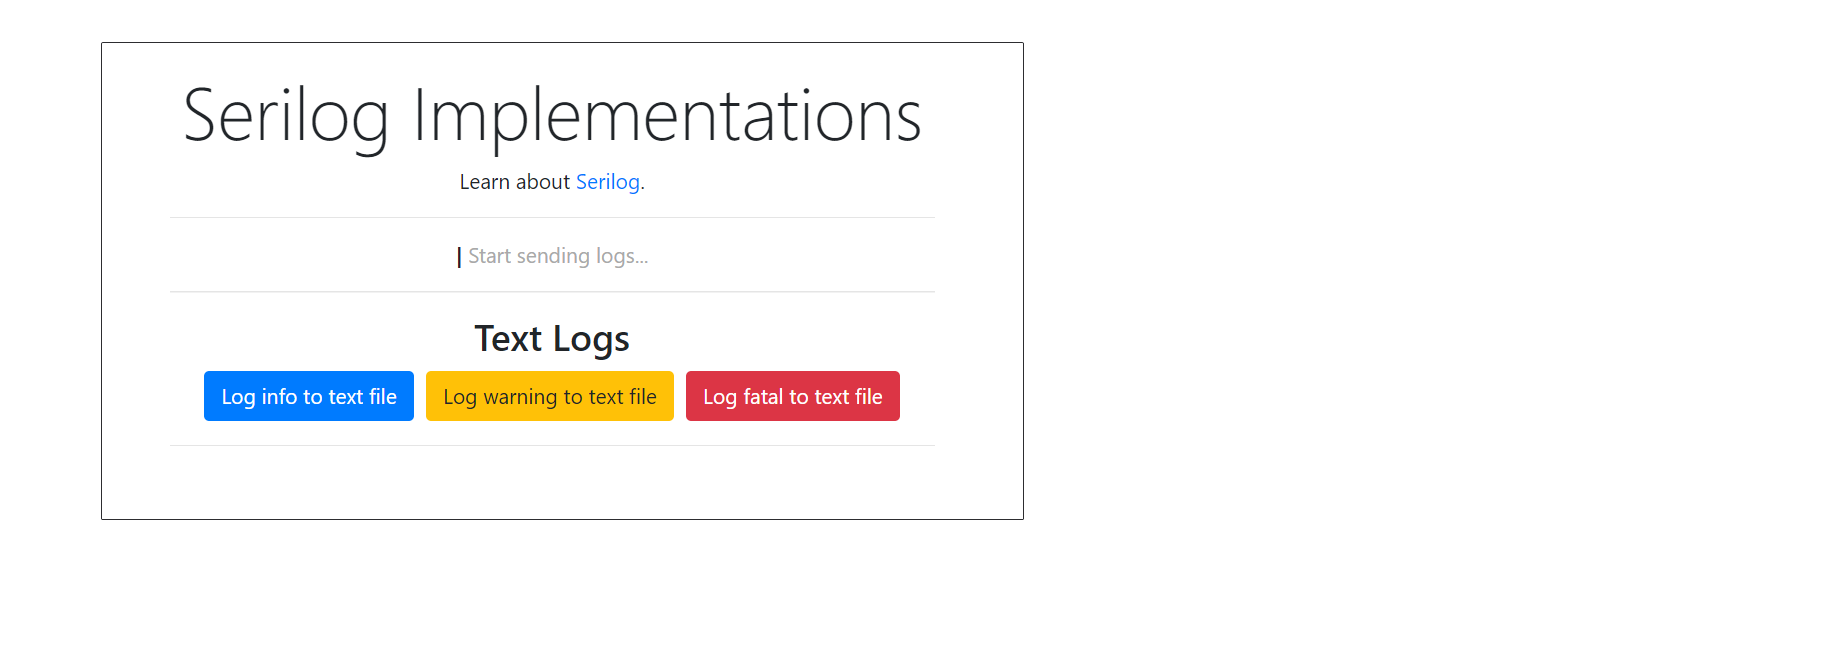 Serilog Implementations
Learn about Serilog.
| Start sending logs...
Text Logs
Log info to text file
Log warning to text file
Log fatal to text file